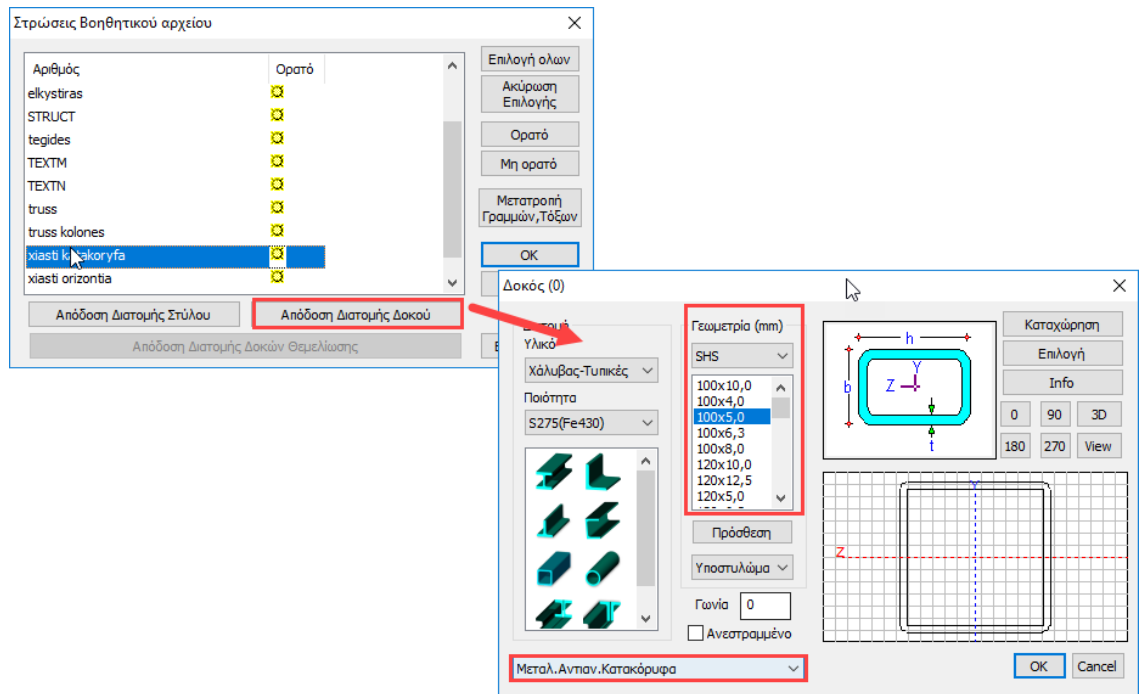 Στρώσεις Βοηθητικού αρχείου
Αριθμός
Ορατό
elkystiras
STRUCT
tegides
TEXTM
TEXTN
truss
truss kolones
xiasti katakoryfa
xiasti orizontia
Επιλογή ολων
Ακύρωση
Επιλογής
Ορατό
Μη ορατό
Μετατροπή
Γραμμών,Τόξων
OK
Απόδοση Διατομής Στύλου
Απόδοση Διατομής Δοκού
Απόδοση Διατομής Δοκών Θεμελίωσης
Δοκός (0)
Διατομή
Υλικό
Χάλυβας-Τυπικές
Ποιότητα
S275(Fe430)
Γεωμετρία (mm)
SHS
100x10,0
100x4,0
100x5,0
100x6,3
100x8,0
120x10,0
120x12,5
120x5,0
Πρόσθεση
Υποστυλώμα
Γωνία 0
Ανεστραμμένο
Μεταλ.Αντιαν.Κατακόρυφα
h
b
Y
Z
t
Καταχώρηση
Επιλογή
Info
0 90 3D
180 270 View
Y
Z
OK Cancel